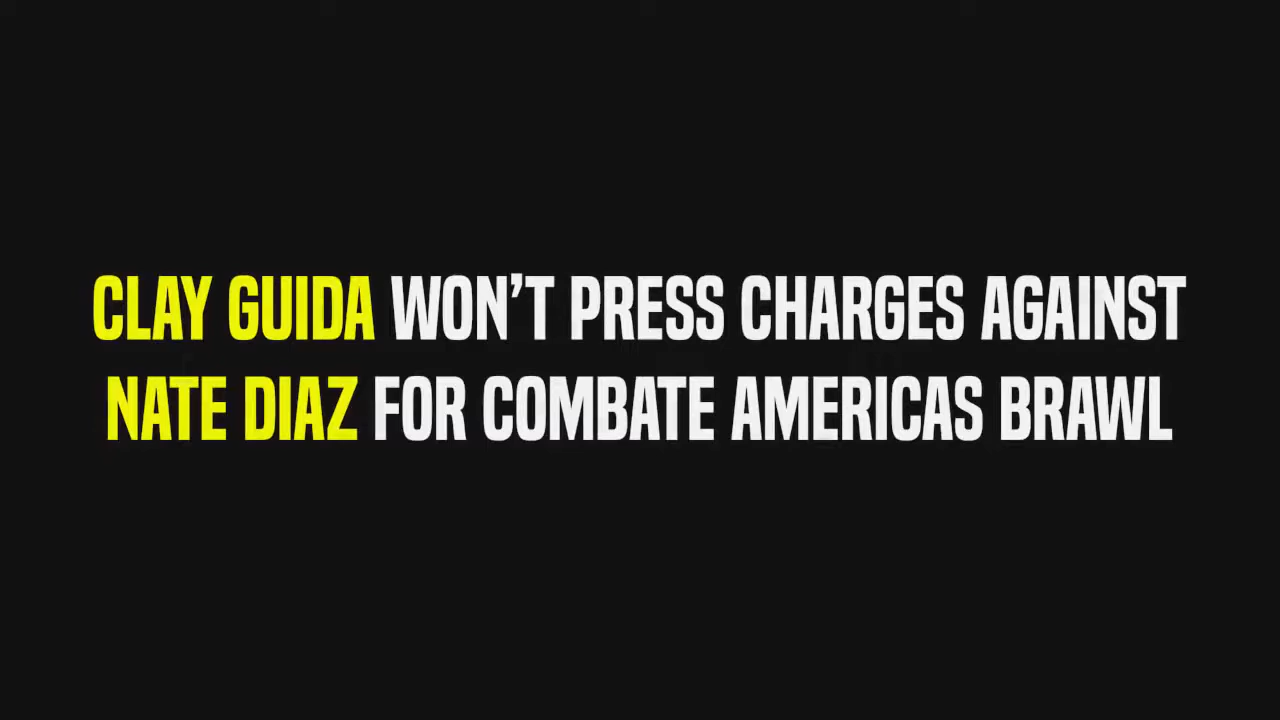 CLAY GUIDA WON'T PRESS CHARGES AGAINST
NATE DIAZ FOR COMBATE AMERICAS BRAWL